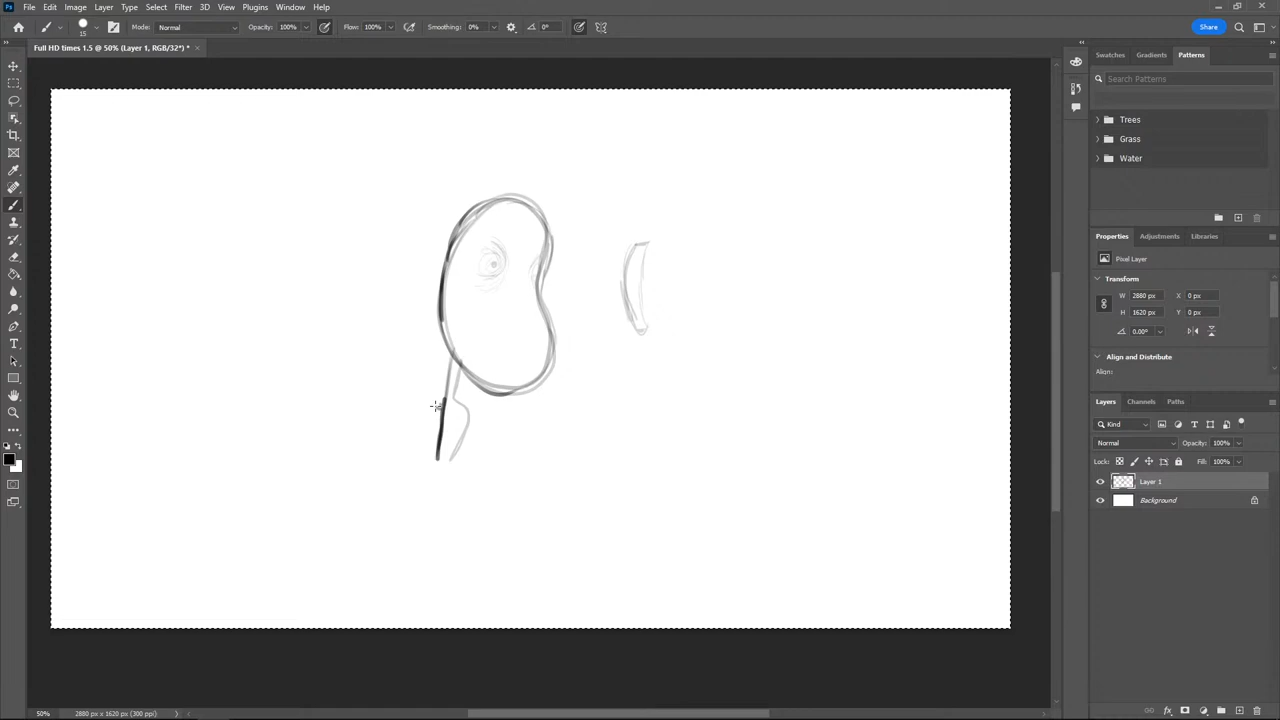 Ps File Edit Image Layer Type Select Filter 3D View Plugins Window Help
15 Mode: Normal Opacity: 100% Flow: 100% Smoothing: 0% 0° Share
Full HD times 1.5 @ 50% (Layer 1, RGB/32*) * ×
Swatches Gradients Patterns
Search Patterns
Trees
Grass
Water
Properties Adjustments Libraries
Pixel Layer
Transform
W 2880 px X 0 px
H 1620 px Y 0 px
0.00°
Align and Distribute
Align:
Layers Channels Paths
Kind
Normal Opacity: 100%
Lock: Fill: 100%
Layer 1
Background
50% 2880 px x 1620 px (300 ppi)